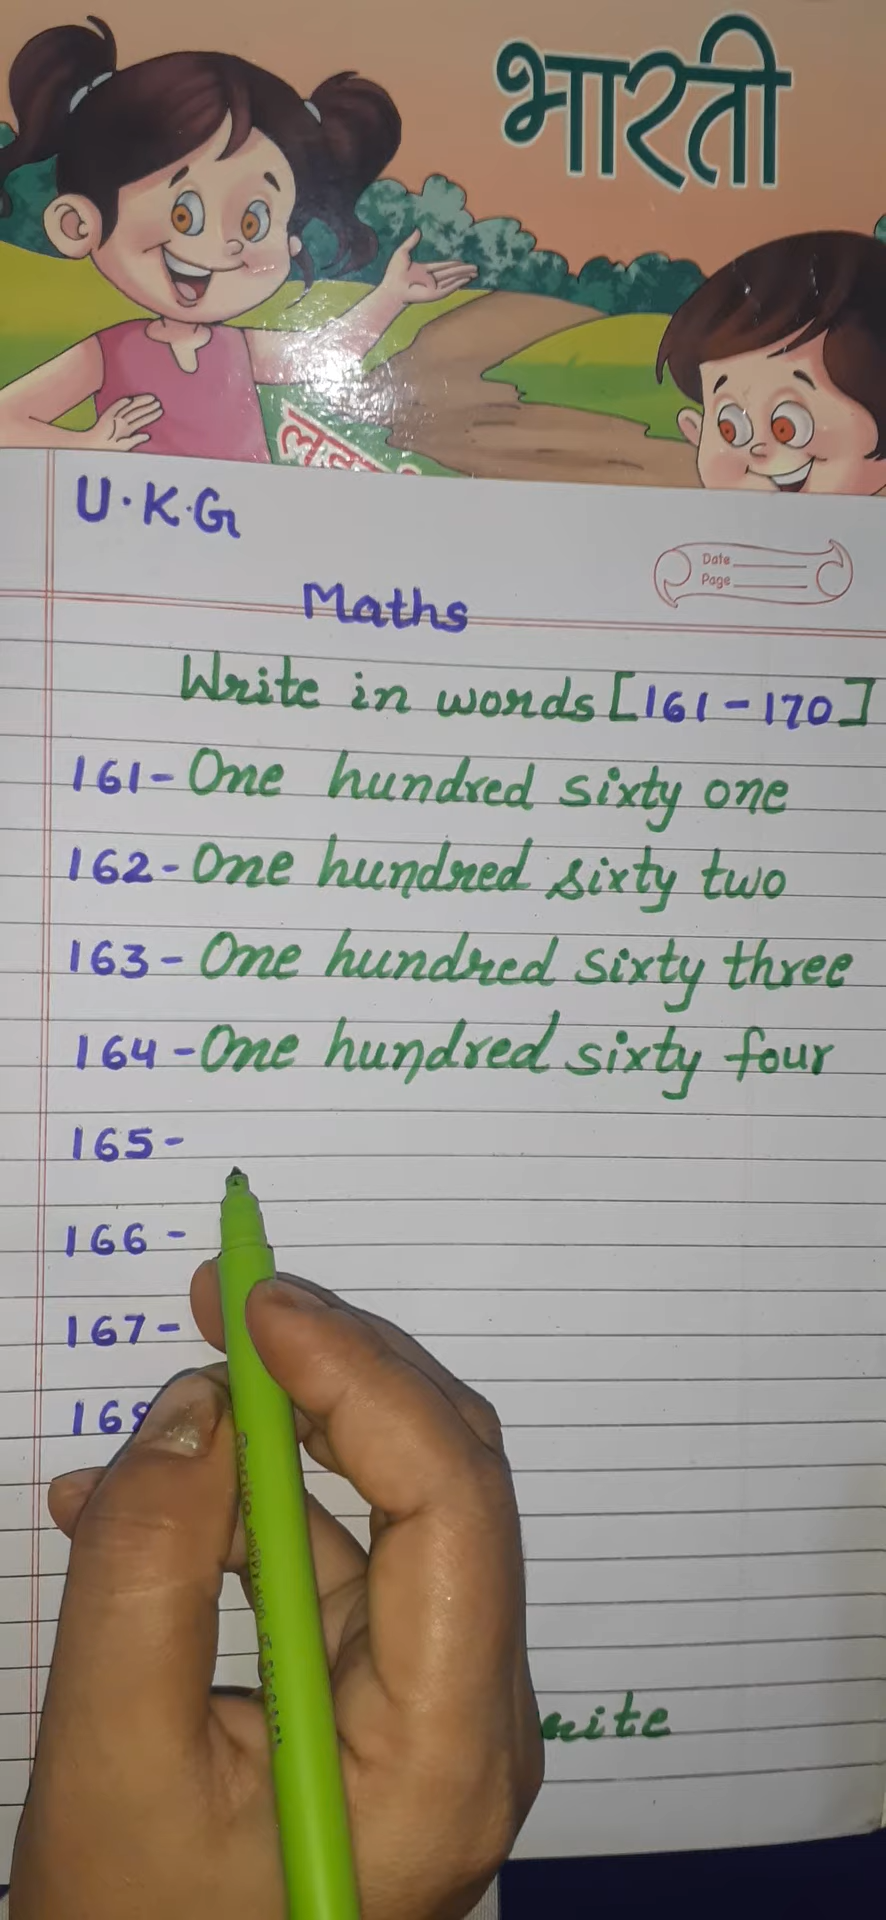 भारती
U.K.G
Date
Page
Maths
Write in words [161-170]
161- One hundred sixty one
162- One hundred sixty two
163- One hundred sixty three
164- One hundred sixty four
165-
166-
167-
168